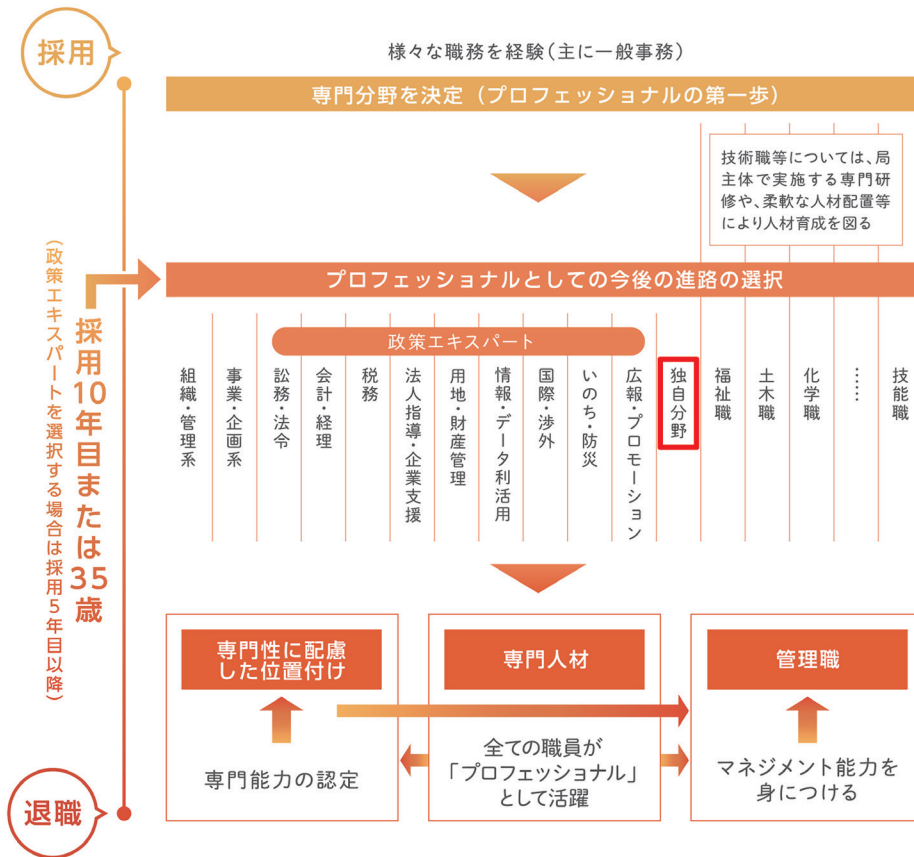 採用
様々な職務を経験(主に一般事務)
専門分野を決定(プロフェッショナルの第一歩)
技術職等については、局
主体で実施する専門研
修や、柔軟な人材配置等
により人材育成を図る
採用10年目または35歳
(政策エキスパートを選択する場合は採用5年目以降)
プロフェッショナルとしての今後の進路の選択
政策エキスパート
組織・管理系
事業・企画系
訟務・法令
会計・経理
税務
法人指導・企業支援
用地・財産管理
情報・データ利活用
国際・渉外
いのち・防災
広報・プロモーション
独自分野
福祉職
土木職
化学職
……
技能職
専門性に配慮
した位置付け
専門能力の認定
専門人材
全ての職員が
「プロフェッショナル」
として活躍
管理職
マネジメント能力を
身につける
退職